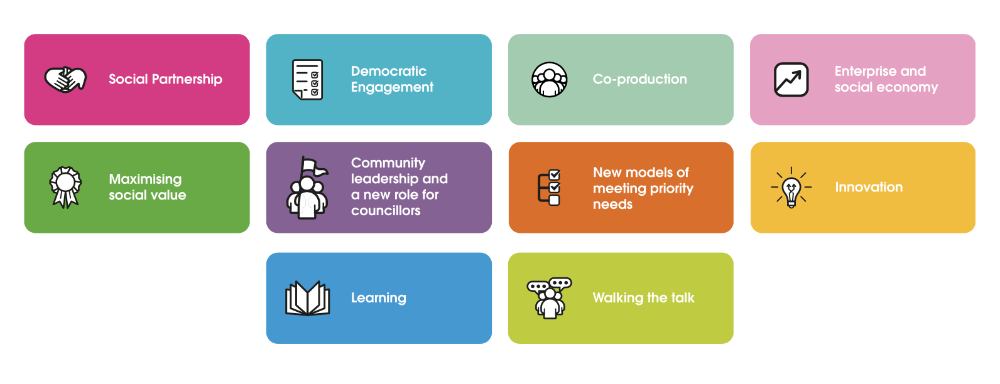 Social Partnership
Democratic
Engagement
Co-production
Enterprise and
social economy
Maximising
social value
Community
leadership and
a new role for
councillors
New models of
meeting priority
needs
Innovation
Learning
Walking the talk